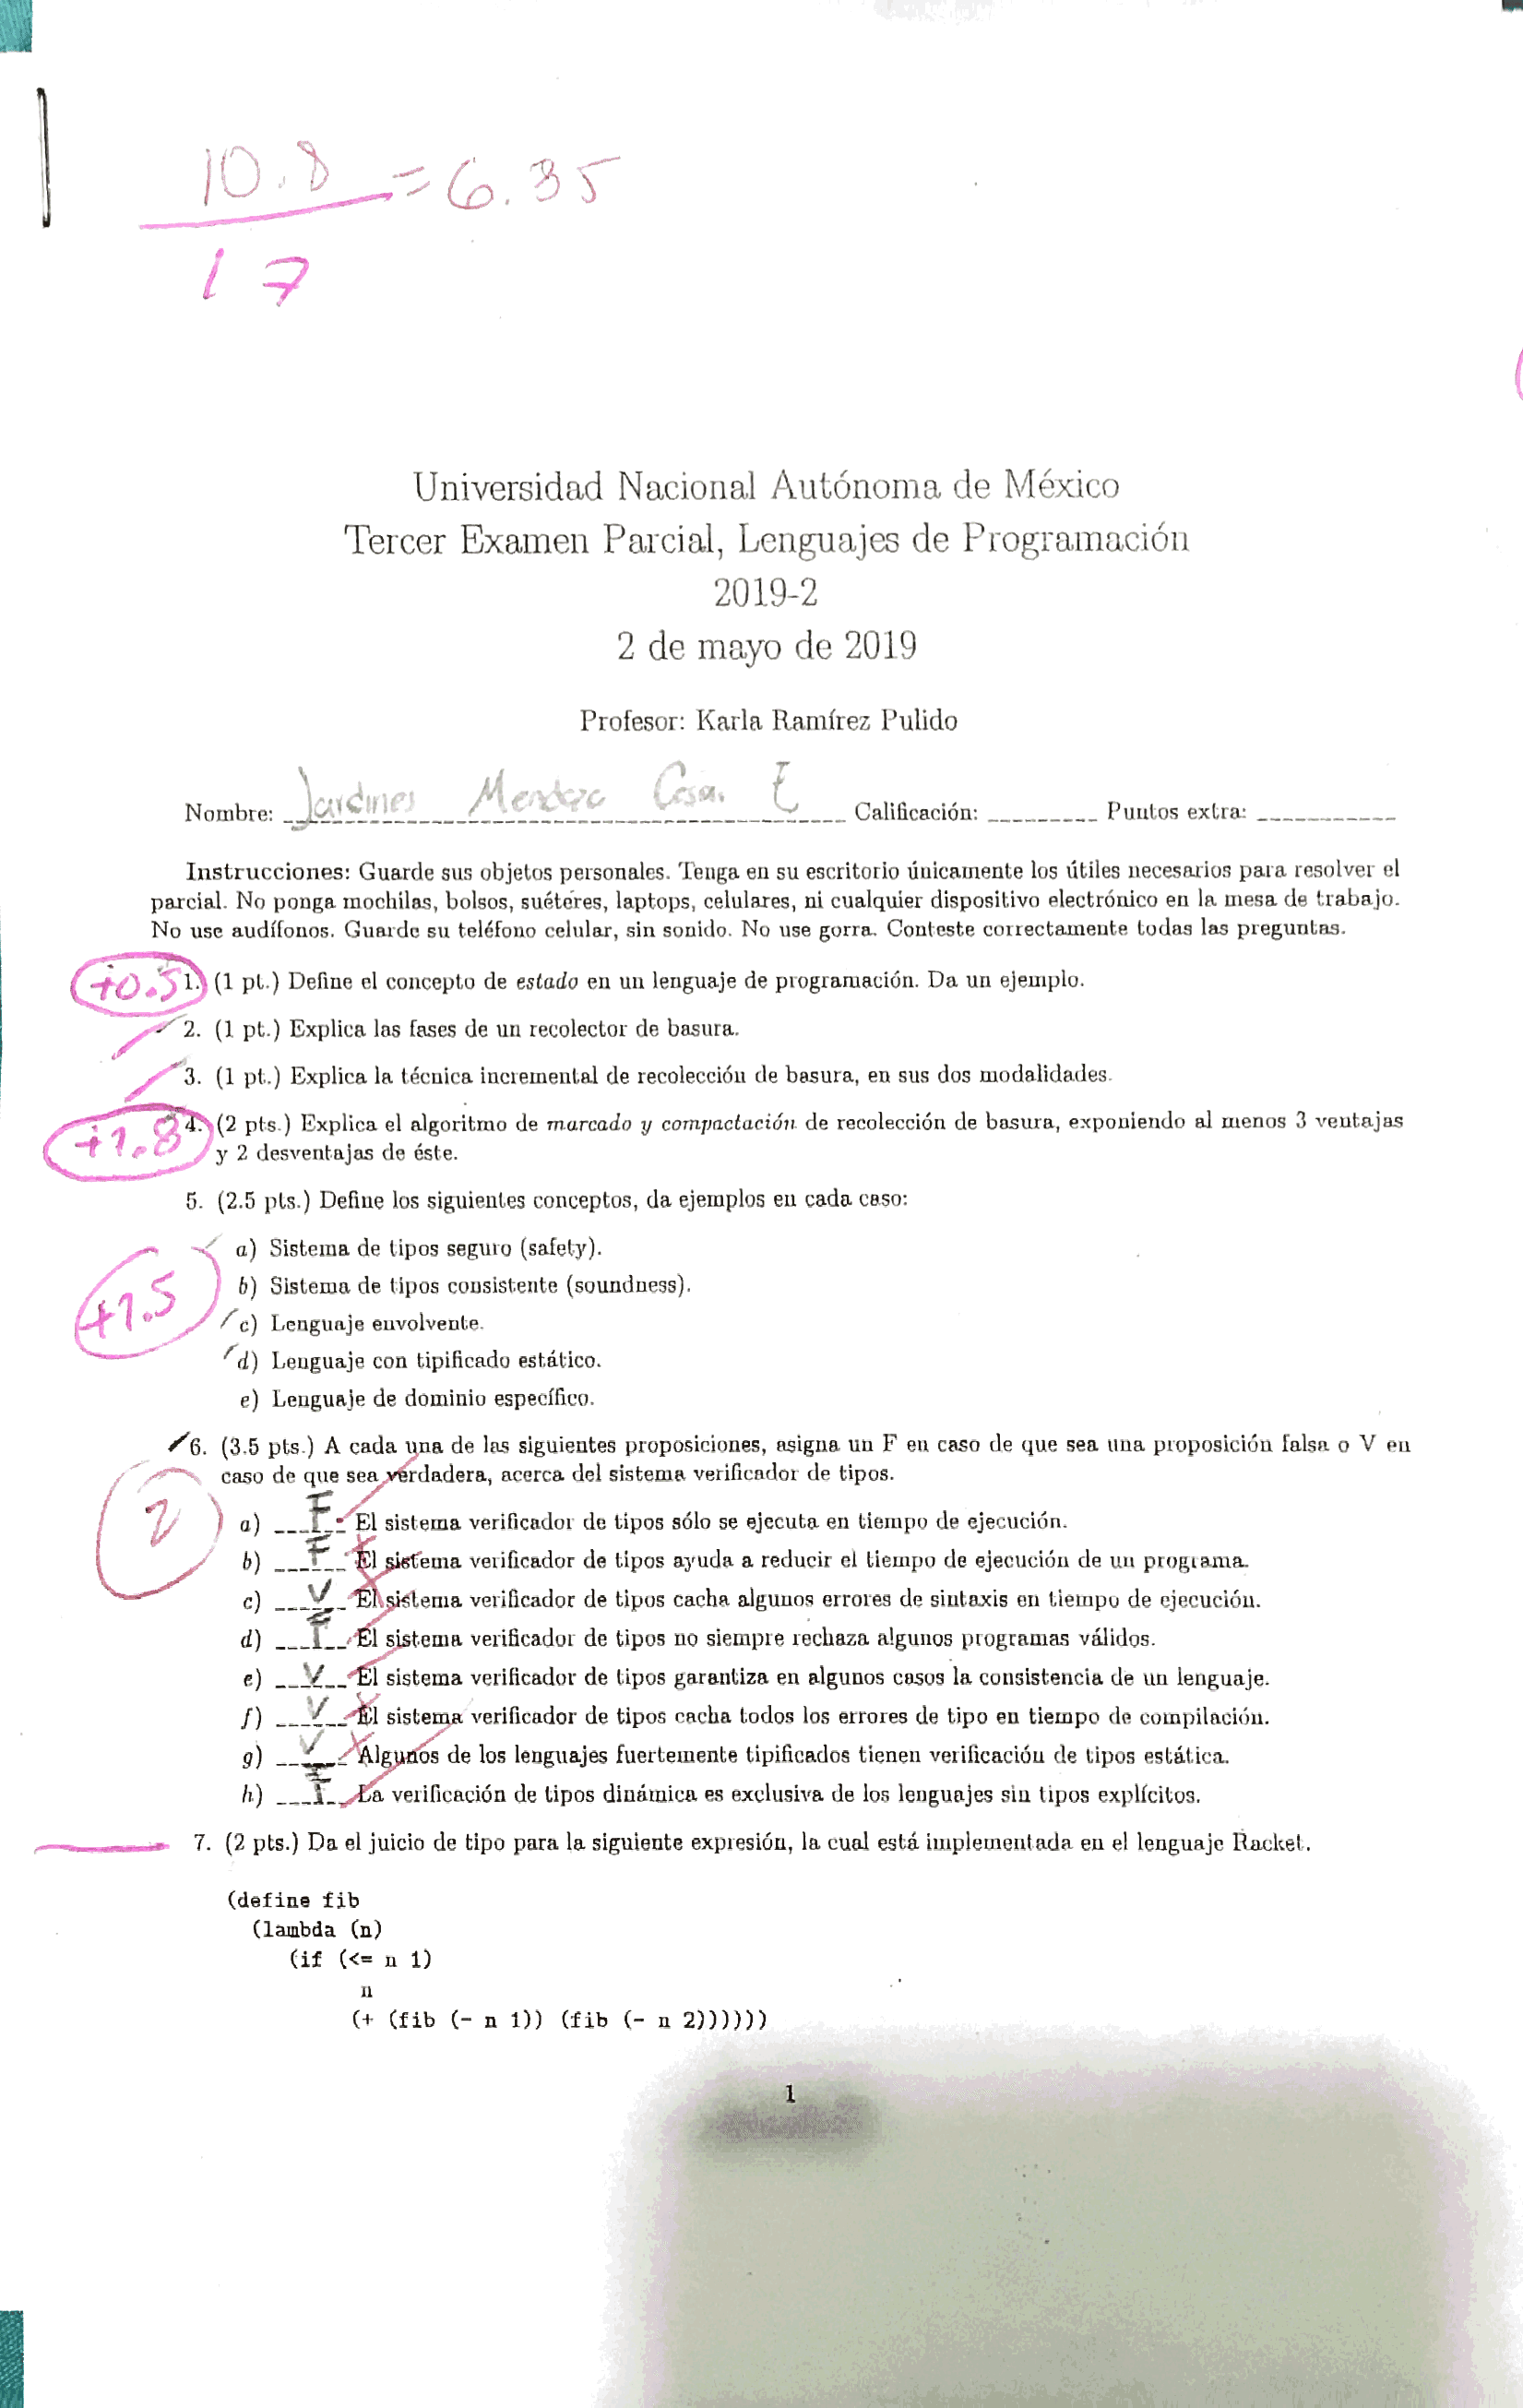 10.8 = 6.35
17
Universidad Nacional Autónoma de México
Tercer Examen Parcial, Lenguajes de Programación
2019-2
2 de mayo de 2019
Profesor: Karla Ramírez Pulido
Nombre: Jardines Mendoza Cesar E Calificación: Puntos extra:
Instrucciones: Guarde sus objetos personales. Tenga en su escritorio únicamente los útiles necesarios para resolver el
parcial. No ponga mochilas, bolsos, suéteres, laptops, celulares, ni cualquier dispositivo electrónico en la mesa de trabajo.
No use audífonos. Guarde su teléfono celular, sin sonido. No use gorra. Conteste correctamente todas las preguntas.
+0.5 1. (1 pt.) Define el concepto de estado en un lenguaje de programación. Da un ejemplo.
2. (1 pt.) Explica las fases de un recolector de basura.
3. (1 pt.) Explica la técnica incremental de recolección de basura, en sus dos modalidades.
+1.8 4. (2 pts.) Explica el algoritmo de marcado y compactación de recolección de basura, exponiendo al menos 3 ventajas
y 2 desventajas de éste.
5. (2.5 pts.) Define los siguientes conceptos, da ejemplos en cada caso:
a) Sistema de tipos seguro (safety).
b) Sistema de tipos consistente (soundness).
+1.5 c) Lenguaje envolvente.
d) Lenguaje con tipificado estático.
e) Lenguaje de dominio específico.
6. (3.5 pts.) A cada una de las siguientes proposiciones, asigna un F en caso de que sea una proposición falsa o V en
caso de que sea verdadera, acerca del sistema verificador de tipos.
2 a) F El sistema verificador de tipos sólo se ejecuta en tiempo de ejecución.
b) F El sistema verificador de tipos ayuda a reducir el tiempo de ejecución de un programa.
c) V El sistema verificador de tipos cacha algunos errores de sintaxis en tiempo de ejecución.
d) F El sistema verificador de tipos no siempre rechaza algunos programas válidos.
e) V El sistema verificador de tipos garantiza en algunos casos la consistencia de un lenguaje.
f) V El sistema verificador de tipos cacha todos los errores de tipo en tiempo de compilación.
g) V Algunos de los lenguajes fuertemente tipificados tienen verificación de tipos estática.
h) F La verificación de tipos dinámica es exclusiva de los lenguajes sin tipos explícitos.
7. (2 pts.) Da el juicio de tipo para la siguiente expresión, la cual está implementada en el lenguaje Racket.
(define fib
(lambda (n)
(if (<= n 1)
n
(+ (fib (- n 1)) (fib (- n 2))))))
1